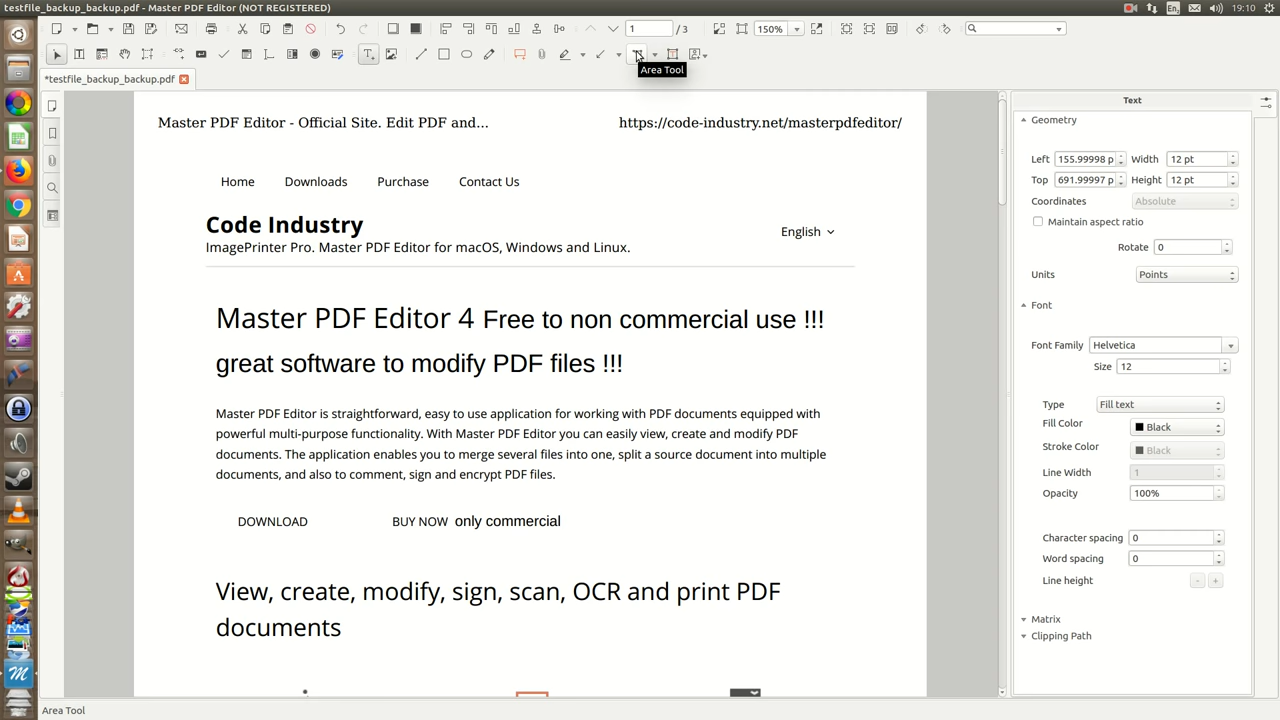 testfile_backup_backup.pdf - Master PDF Editor (NOT REGISTERED)
En
19:10
1
/ 3
150%
Area Tool
*testfile_backup_backup.pdf
Master PDF Editor - Official Site. Edit PDF and...
https://code-industry.net/masterpdfeditor/
Home
Downloads
Purchase
Contact Us
Code Industry
ImagePrinter Pro. Master PDF Editor for macOS, Windows and Linux.
English
Master PDF Editor 4 Free to non commercial use !!!
great software to modify PDF files !!!
Master PDF Editor is straightforward, easy to use application for working with PDF documents equipped with
powerful multi-purpose functionality. With Master PDF Editor you can easily view, create and modify PDF
documents. The application enables you to merge several files into one, split a source document into multiple
documents, and also to comment, sign and encrypt PDF files.
DOWNLOAD
BUY NOW only commercial
View, create, modify, sign, scan, OCR and print PDF
documents
Text
Geometry
Left 155.99998 p Width 12 pt
Top 691.99997 p Height 12 pt
Coordinates Absolute
Maintain aspect ratio
Rotate 0
Units Points
Font
Font Family Helvetica
Size 12
Type Fill text
Fill Color Black
Stroke Color Black
Line Width 1
Opacity 100%
Character spacing 0
Word spacing 0
Line height - +
Matrix
Clipping Path
Area Tool